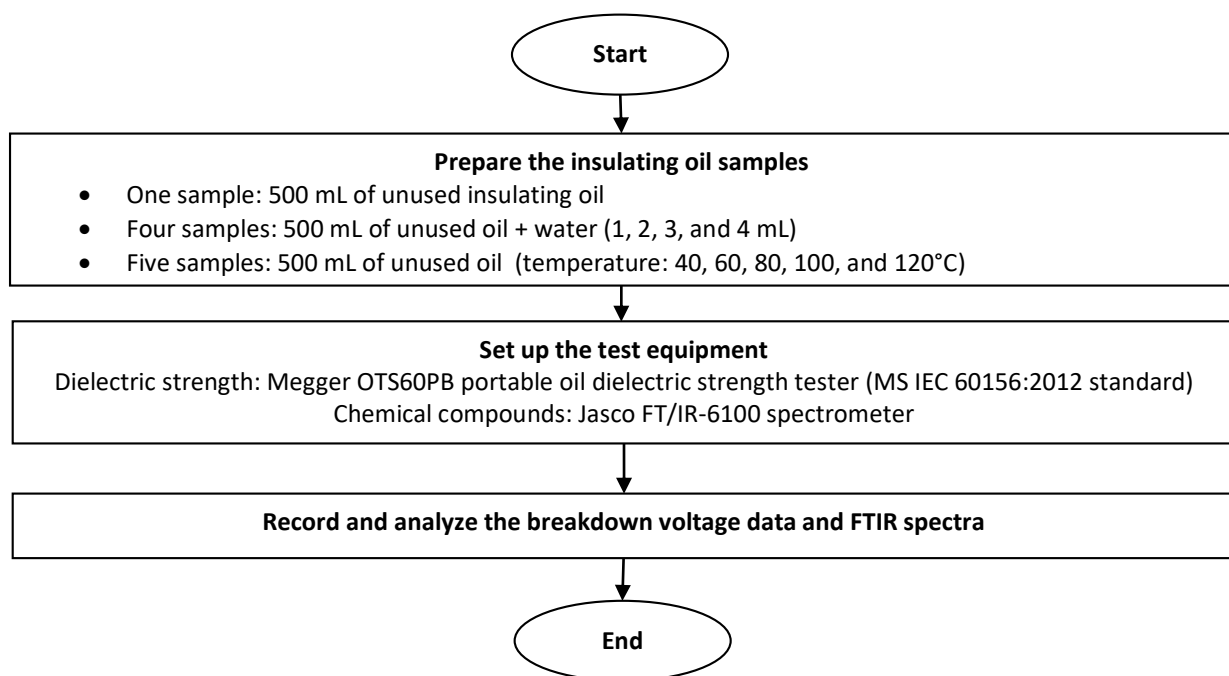 Start
Prepare the insulating oil samples
• One sample: 500 mL of unused insulating oil
• Four samples: 500 mL of unused oil + water (1, 2, 3, and 4 mL)
• Five samples: 500 mL of unused oil (temperature: 40, 60, 80, 100, and 120°C)
Set up the test equipment
Dielectric strength: Megger OTS60PB portable oil dielectric strength tester (MS IEC 60156:2012 standard)
Chemical compounds: Jasco FT/IR-6100 spectrometer
Record and analyze the breakdown voltage data and FTIR spectra
End